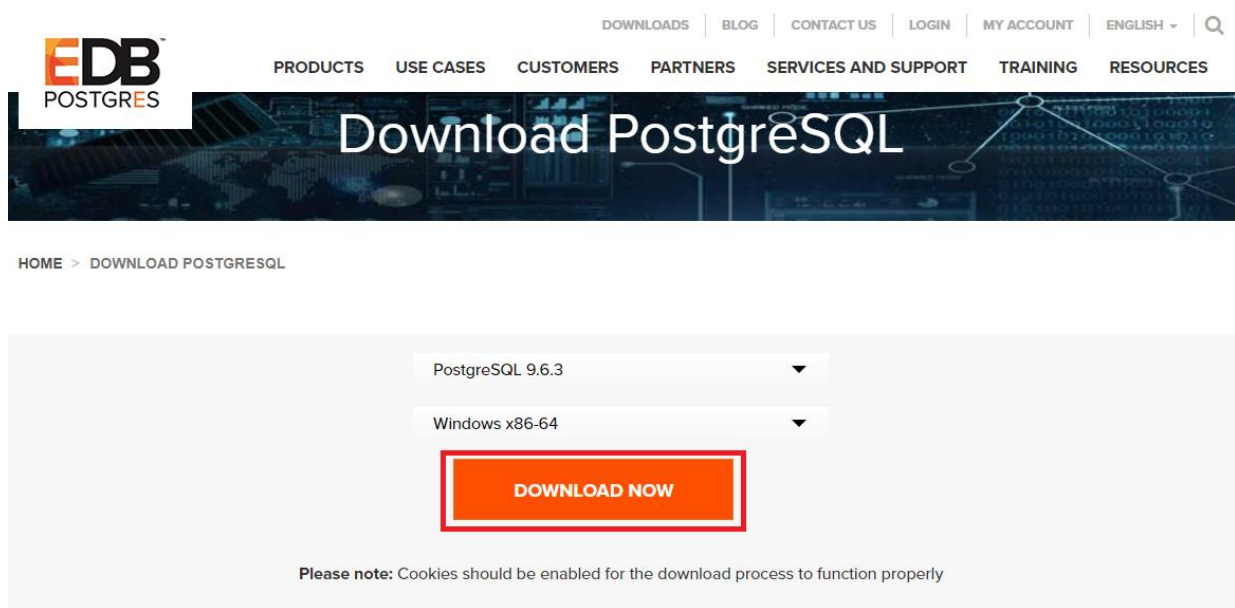 DOWNLOADS BLOG CONTACT US LOGIN MY ACCOUNT ENGLISH
EDB™
POSTGRES
PRODUCTS USE CASES CUSTOMERS PARTNERS SERVICES AND SUPPORT TRAINING RESOURCES
Download PostgreSQL
HOME > DOWNLOAD POSTGRESQL
PostgreSQL 9.6.3
Windows x86-64
DOWNLOAD NOW
Please note: Cookies should be enabled for the download process to function properly